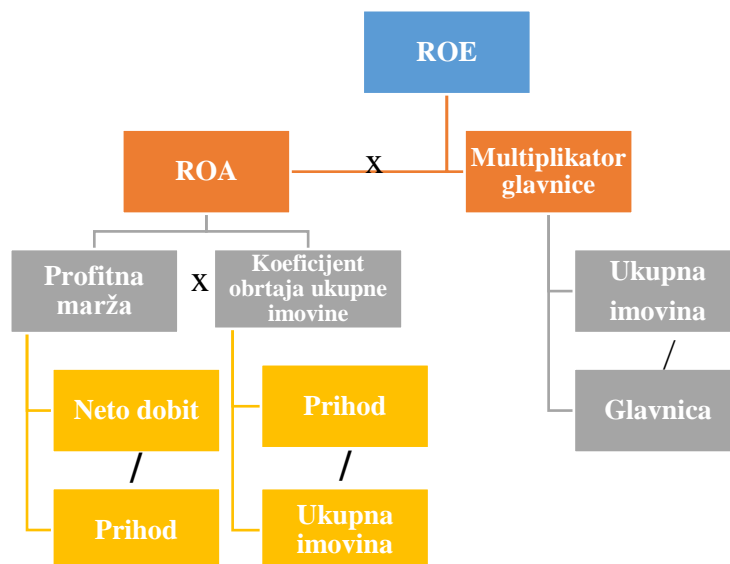 ROE
ROA
x
Multiplikator
glavnice
Profitna
marža
x
Koeficijent
obrtaja ukupne
imovine
Ukupna
imovina
/
Glavnica
Neto dobit
/
Prihod
Prihod
/
Ukupna
imovina